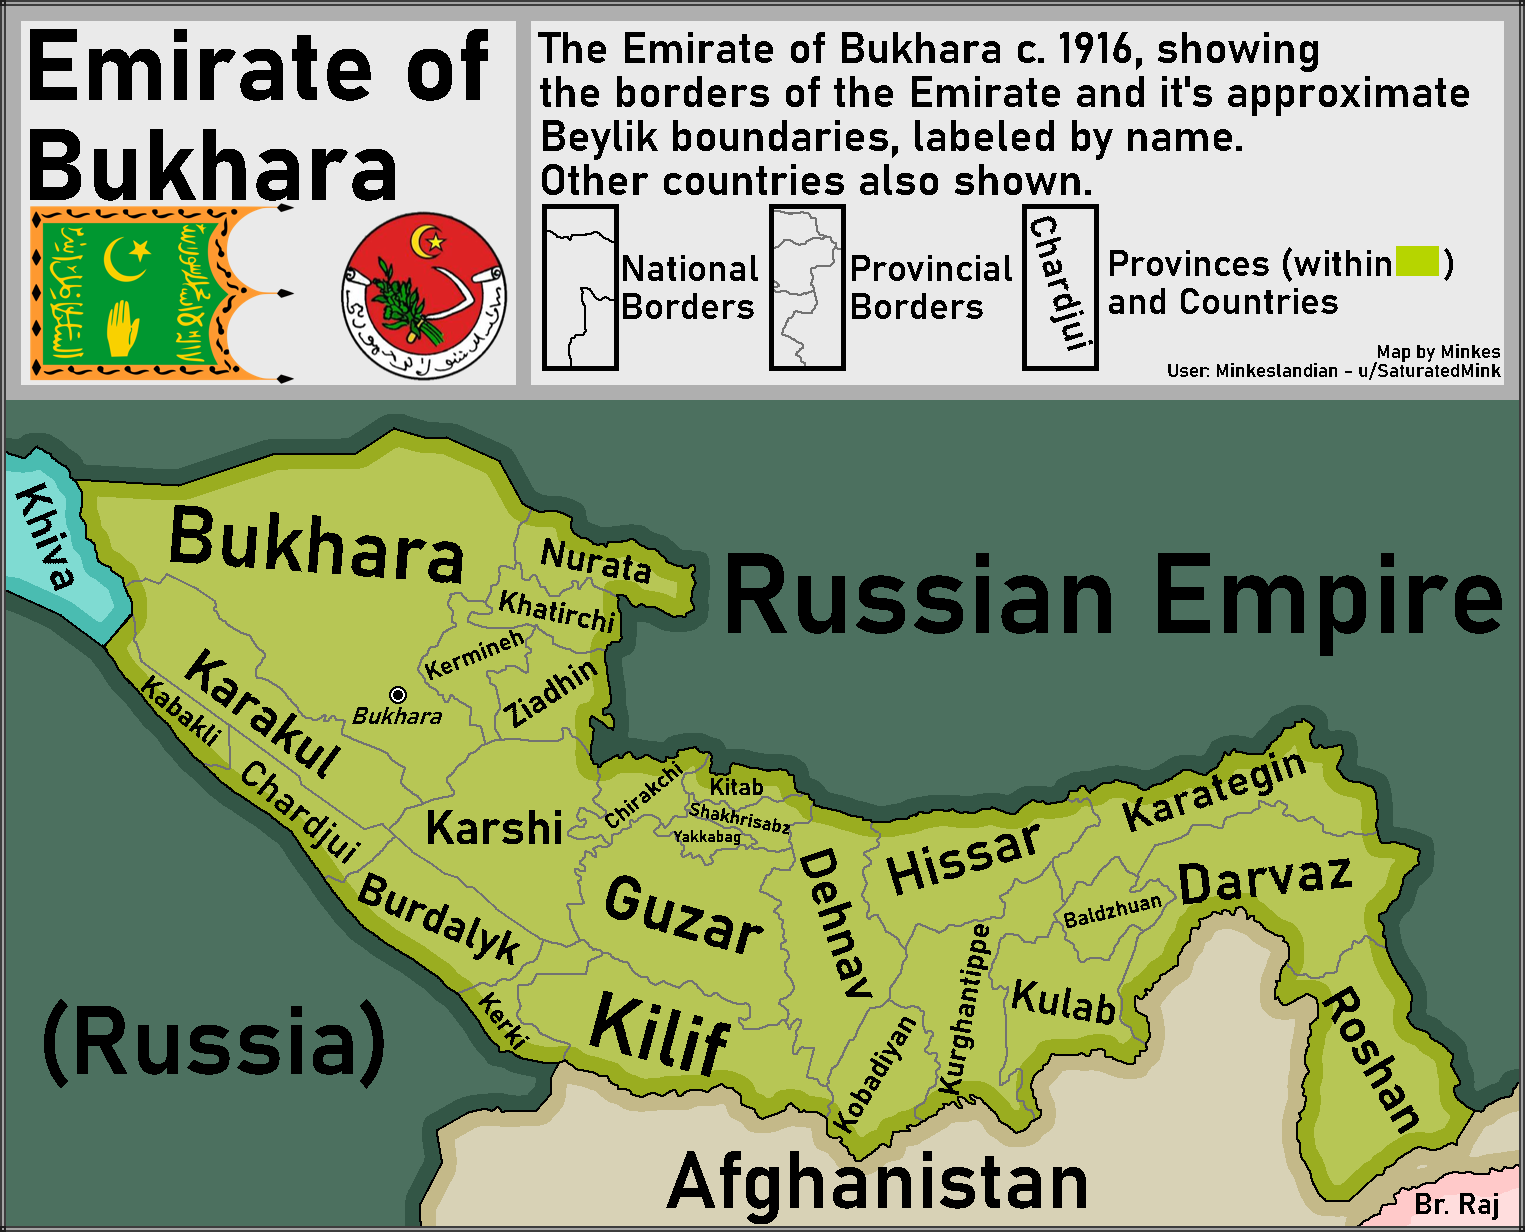 Emirate of
Bukhara
The Emirate of Bukhara c. 1916, showing
the borders of the Emirate and it's approximate
Beylik boundaries, labeled by name.
Other countries also shown.
National
Borders
Provincial
Borders
Chardjui
Provinces (within )
and Countries
Map by Minkes
User: Minkeslandian - u/SaturatedMink
Khiva
Bukhara
Nurata
Russian Empire
Khatirchi
Kermineh
Ziadhin
Karakul
Kabakli
Bukhara
Chardjui
Karshi
Chirakchi
Kitab
Shakhrisabz
Yakkabag
Karategin
Hissar
Dehnav
Darvaz
Guzar
Burdalyk
Baldzhuan
Kurghantippe
Kulab
Kilif
Kerki
Kobadiyan
Roshan
(Russia)
Afghanistan
Br. Raj